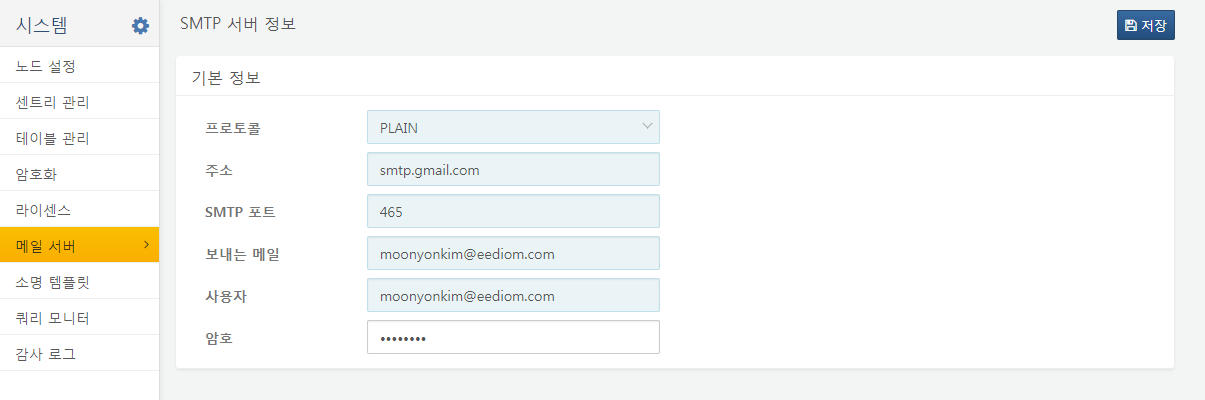 시스템
SMTP 서버 정보
저장
노드 설정
센트리 관리
테이블 관리
암호화
라이센스
메일 서버
소명 템플릿
쿼리 모니터
감사 로그
기본 정보
프로토콜 PLAIN
주소 smtp.gmail.com
SMTP 포트 465
보내는 메일 moonyonkim@eediom.com
사용자 moonyonkim@eediom.com
암호 ••••••••